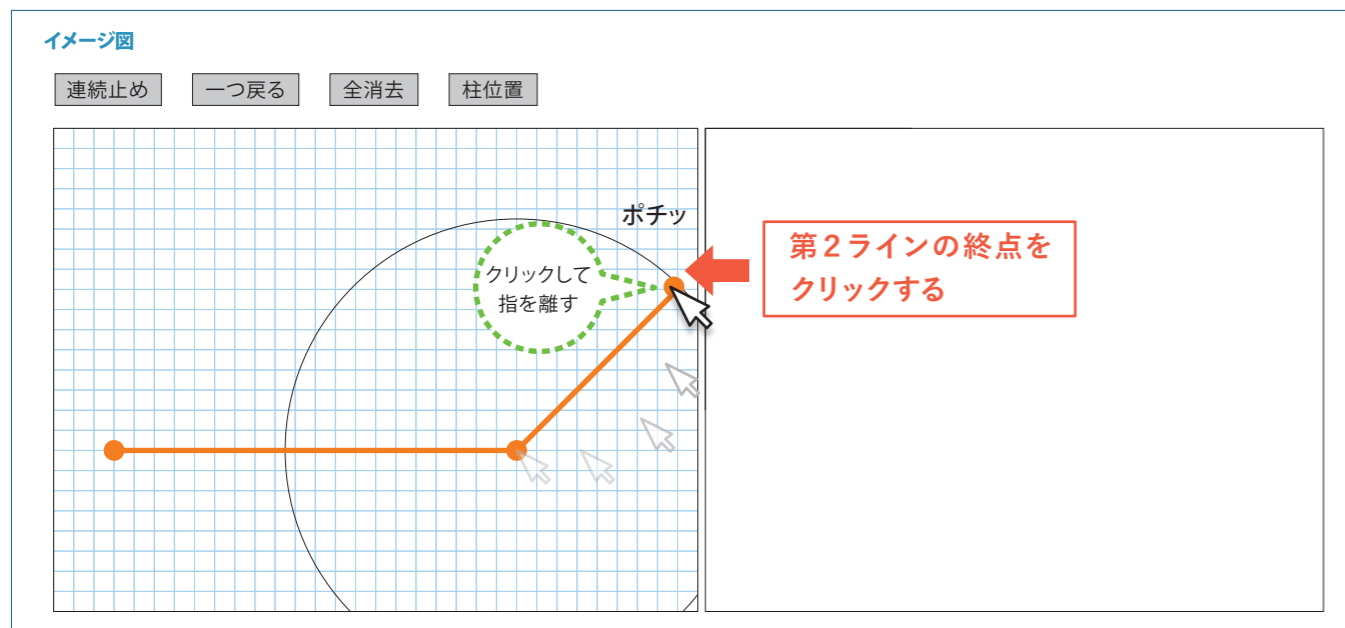 イメージ図
連続止め
一つ戻る
全消去
柱位置
ポチッ
クリックして
指を離す
第2ラインの終点を
クリックする